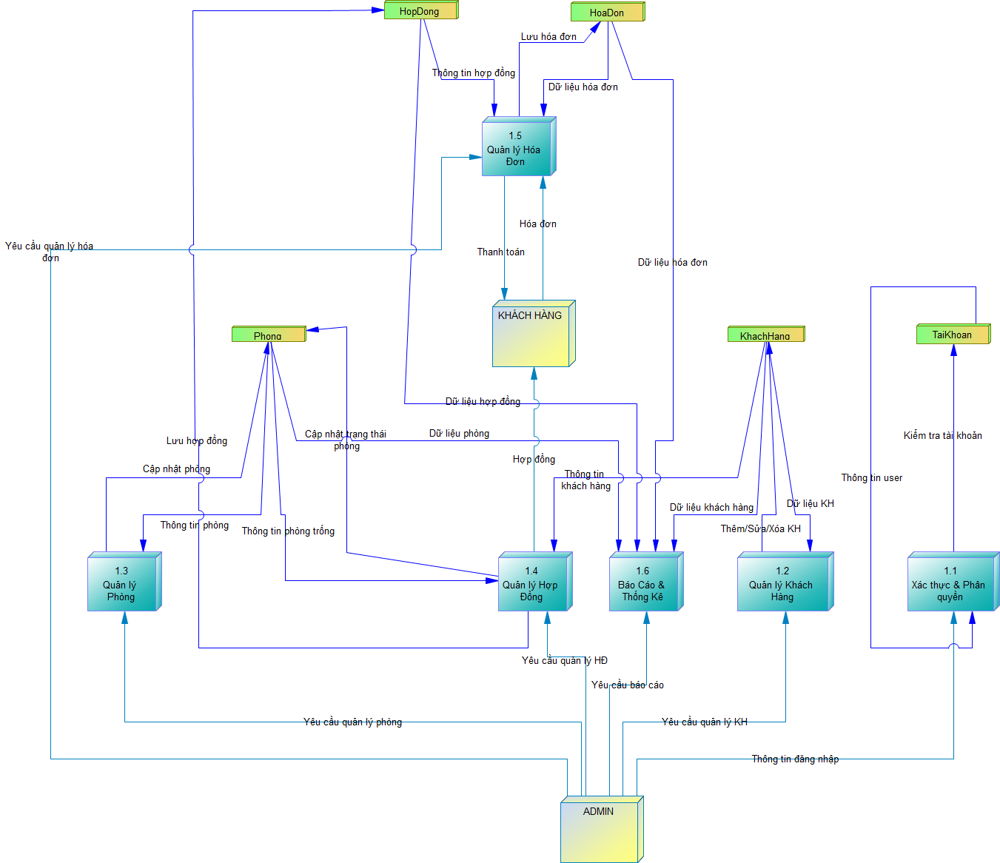 HopDong
HoaDon
Lưu hóa đơn
Thông tin hợp đồng
Dữ liệu hóa đơn
1.5
Quản lý Hóa
Đơn
Hóa đơn
Yêu cầu quản lý hóa
đơn
Thanh toán
Dữ liệu hóa đơn
KHÁCH HÀNG
Phong
KhachHang
TaiKhoan
Dữ liệu hợp đồng
Cập nhật trạng thái
phòng
Dữ liệu phòng
Kiểm tra tài khoản
Lưu hợp đồng
Hợp đồng
Cập nhật phòng
Thông tin
khách hàng
Thông tin user
Dữ liệu KH
Dữ liệu khách hàng
Thông tin phòng
Thông tin phòng trống
Thêm/Sửa/Xóa KH
1.3
Quản lý
Phòng
1.4
Quản lý Hợp
Đồng
1.6
Báo Cáo &
Thống Kê
1.2
Quản lý Khách
Hàng
1.1
Xác thực & Phân
quyền
Yêu cầu quản lý HĐ
Yêu cầu báo cáo
Yêu cầu quản lý phòng
Yêu cầu quản lý KH
Thông tin đăng nhập
ADMIN